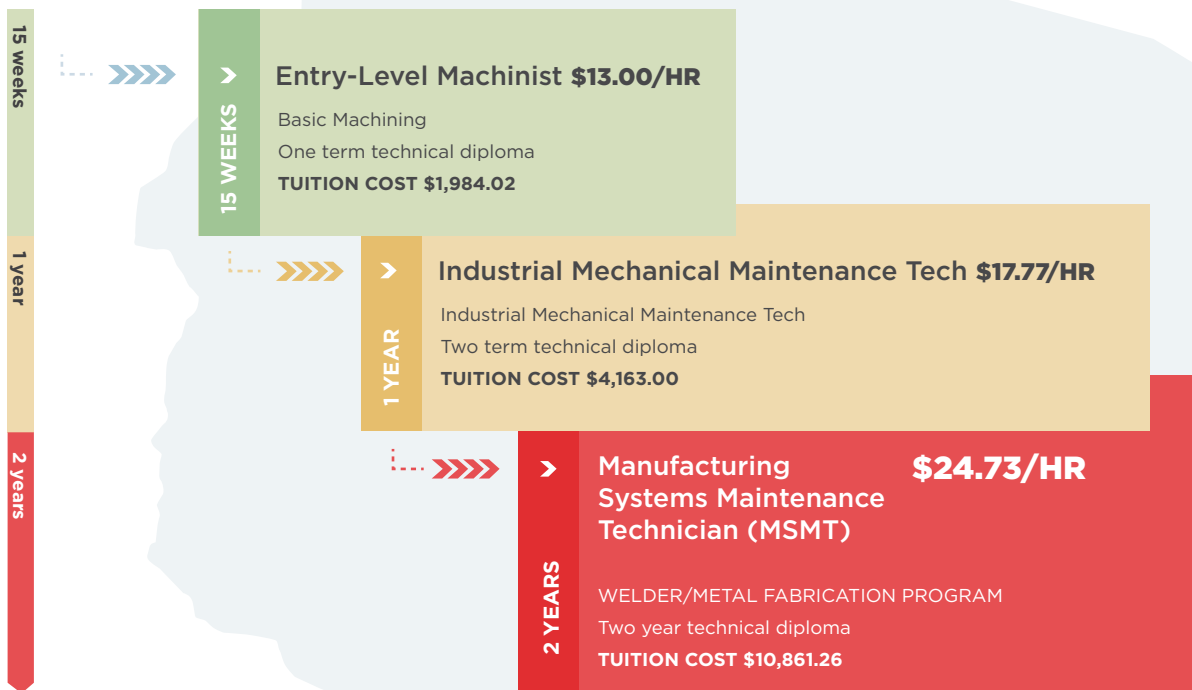 15 weeks
15 WEEKS
Entry-Level Machinist $13.00/HR
Basic Machining
One term technical diploma
TUITION COST $1,984.02
1 year
1 YEAR
Industrial Mechanical Maintenance Tech $17.77/HR
Industrial Mechanical Maintenance Tech
Two term technical diploma
TUITION COST $4,163.00
2 years
2 YEARS
Manufacturing
Systems Maintenance
Technician (MSMT)
$24.73/HR
WELDER/METAL FABRICATION PROGRAM
Two year technical diploma
TUITION COST $10,861.26